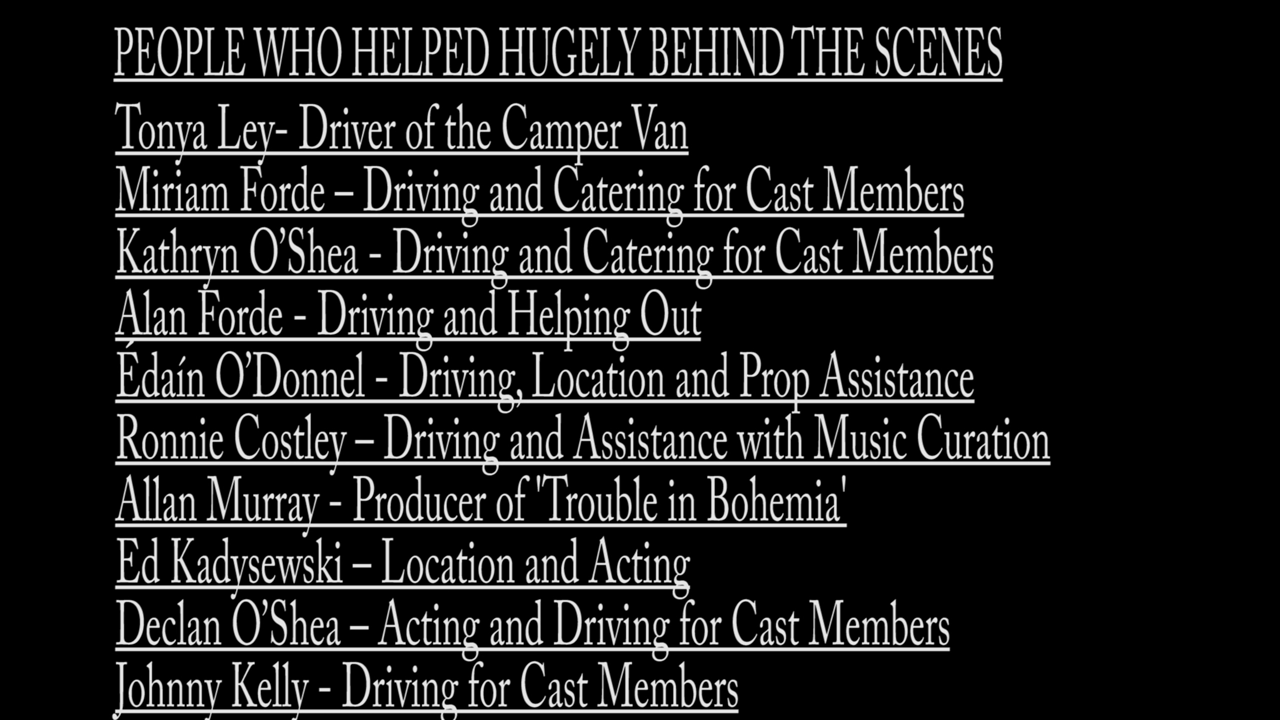 PEOPLE WHO HELPED HUGELY BEHIND THE SCENES
Tonya Ley- Driver of the Camper Van
Miriam Forde – Driving and Catering for Cast Members
Kathryn O’Shea - Driving and Catering for Cast Members
Alan Forde - Driving and Helping Out
Édaín O’Donnel - Driving, Location and Prop Assistance
Ronnie Costley – Driving and Assistance with Music Curation
Allan Murray - Producer of 'Trouble in Bohemia'
Ed Kadysewski – Location and Acting
Declan O’Shea – Acting and Driving for Cast Members
Johnny Kelly - Driving for Cast Members